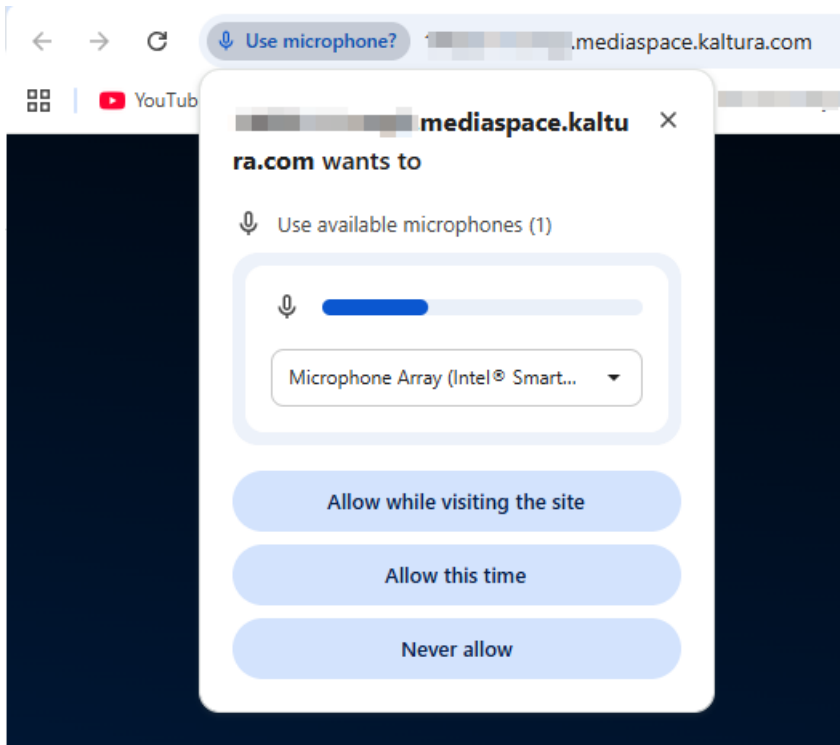 Use microphone?
.mediaspace.kaltura.com
YouTub
mediaspace.kaltu
ra.com wants to
Use available microphones (1)
Microphone Array (Intel® Smart...
Allow while visiting the site
Allow this time
Never allow